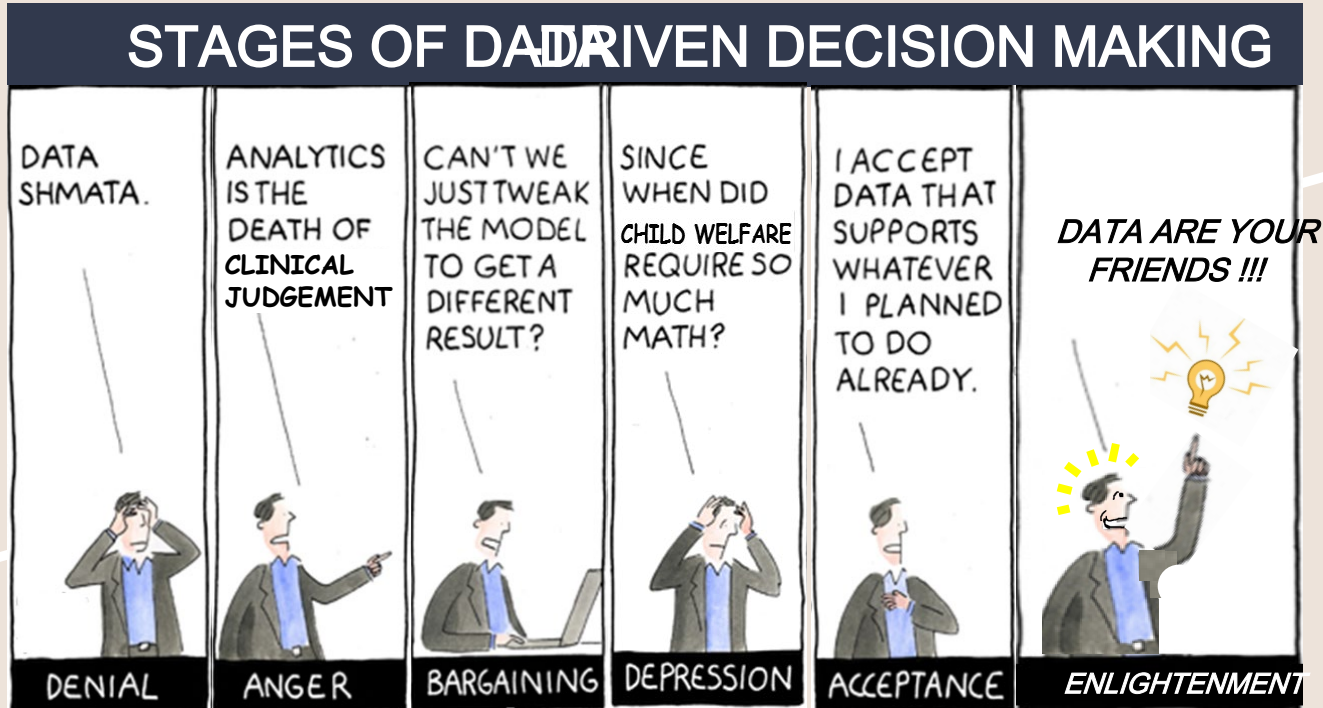 STAGES OF DATA-DRIVEN DECISION MAKING
DATA
SHMATA.
DENIAL
ANALYTICS
IS THE
DEATH OF
CLINICAL
JUDGEMENT
ANGER
CAN'T WE
JUST TWEAK
THE MODEL
TO GET A
DIFFERENT
RESULT?
BARGAINING
SINCE
WHEN DID
CHILD WELFARE
REQUIRE SO
MUCH
MATH?
DEPRESSION
I ACCEPT
DATA THAT
SUPPORTS
WHATEVER
I PLANNED
TO DO
ALREADY.
ACCEPTANCE
DATA ARE YOUR
FRIENDS !!!
ENLIGHTENMENT